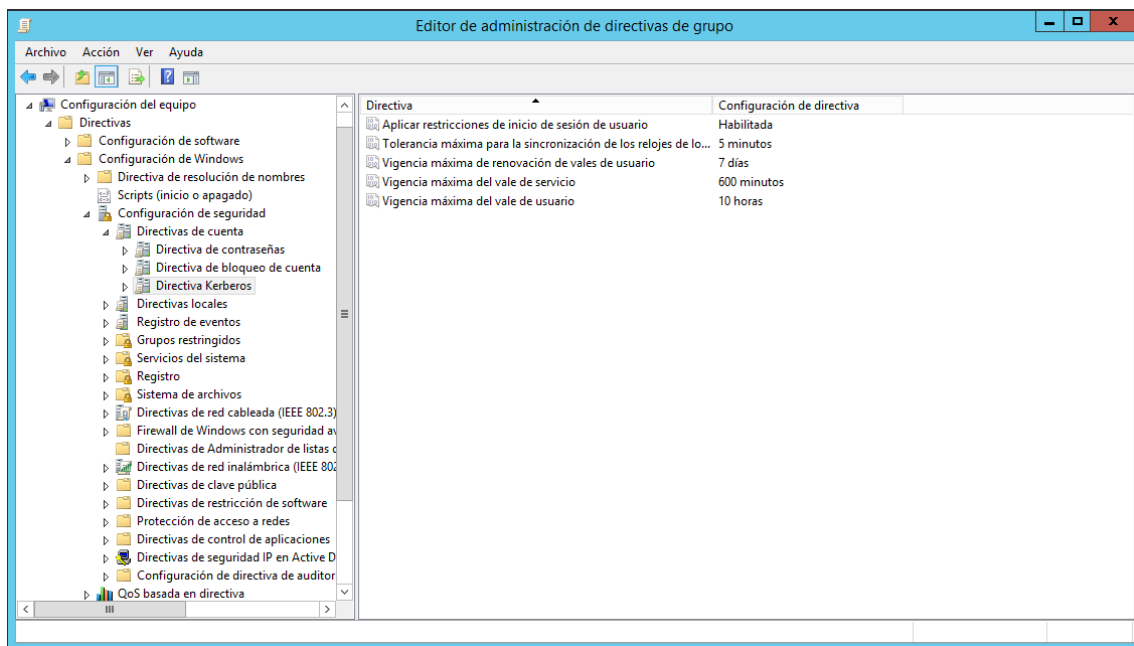 Editor de administración de directivas de grupo
Archivo Acción Ver Ayuda
Configuración del equipo
Directivas
Configuración de software
Configuración de Windows
Directiva de resolución de nombres
Scripts (inicio o apagado)
Configuración de seguridad
Directivas de cuenta
Directiva de contraseñas
Directiva de bloqueo de cuenta
Directiva Kerberos
Directivas locales
Registro de eventos
Grupos restringidos
Servicios del sistema
Registro
Sistema de archivos
Directivas de red cableada (IEEE 802.3)
Firewall de Windows con seguridad av
Directivas de Administrador de listas d
Directivas de red inalámbrica (IEEE 802
Directivas de clave pública
Directivas de restricción de software
Protección de acceso a redes
Directivas de control de aplicaciones
Directivas de seguridad IP en Active D
Configuración de directiva de auditor
QoS basada en directiva
Directiva Configuración de directiva
Aplicar restricciones de inicio de sesión de usuario Habilitada
Tolerancia máxima para la sincronización de los relojes de lo... 5 minutos
Vigencia máxima de renovación de vales de usuario 7 días
Vigencia máxima del vale de servicio 600 minutos
Vigencia máxima del vale de usuario 10 horas